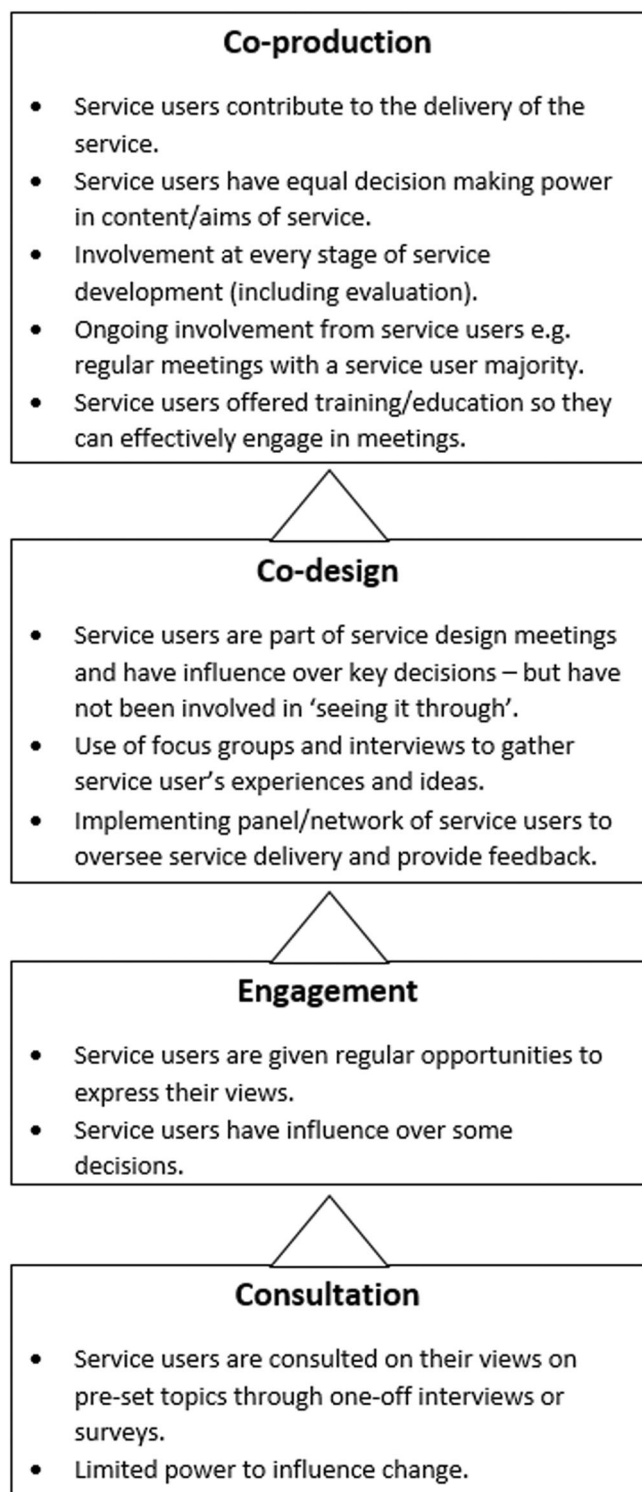 Co-production
• Service users contribute to the delivery of the
service.
• Service users have equal decision making power
in content/aims of service.
• Involvement at every stage of service
development (including evaluation).
• Ongoing involvement from service users e.g.
regular meetings with a service user majority.
• Service users offered training/education so they
can effectively engage in meetings.
Co-design
• Service users are part of service design meetings
and have influence over key decisions – but have
not been involved in ‘seeing it through’.
• Use of focus groups and interviews to gather
service user’s experiences and ideas.
• Implementing panel/network of service users to
oversee service delivery and provide feedback.
Engagement
• Service users are given regular opportunities to
express their views.
• Service users have influence over some
decisions.
Consultation
• Service users are consulted on their views on
pre-set topics through one-off interviews or
surveys.
• Limited power to influence change.